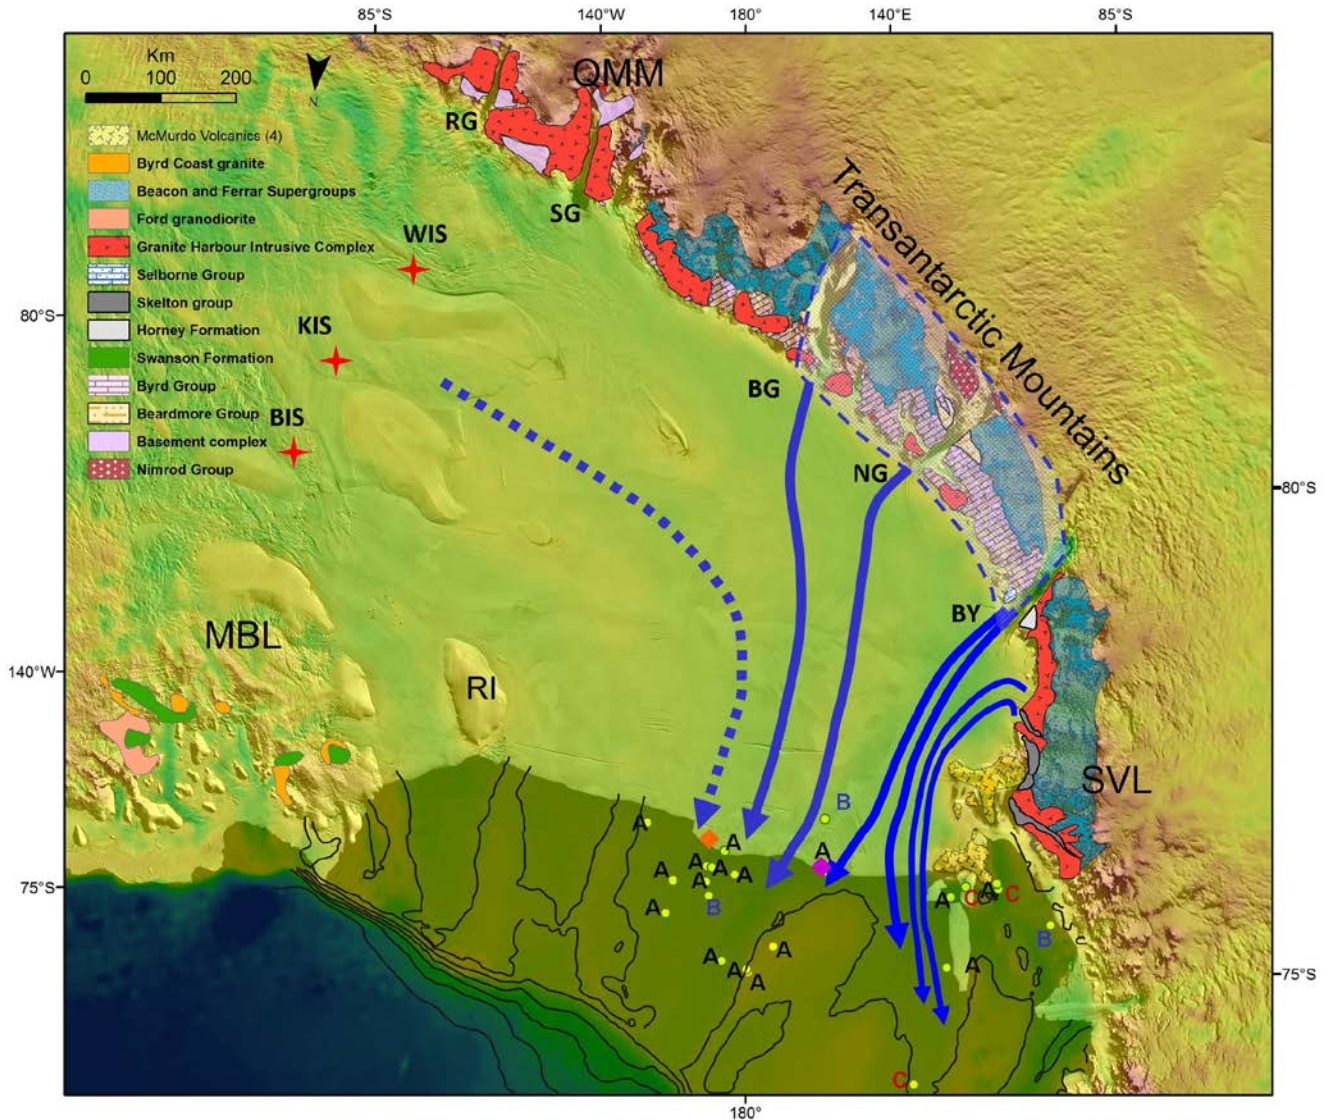 85°S 140°W 180° 140°E 85°S
Km
0 100 200
N
QMM
RG
SG
McMurdo Volcanics (4)
Byrd Coast granite
Beacon and Ferrar Supergroups
Ford granodiorite
Granite Harbour Intrusive Complex
Selborne Group
Skelton group
Horney Formation
Swanson Formation
Byrd Group
Beardmore Group
Basement complex
Nimrod Group
Transantarctic Mountains
WIS
KIS
BIS
80°S
80°S
BG
NG
BY
MBL
RI
140°W
SVL
B
A
A
A
A
A
A
A
A
B
A
A
C
A
C
B
A
A
A
A
A
75°S
75°S
C
180°